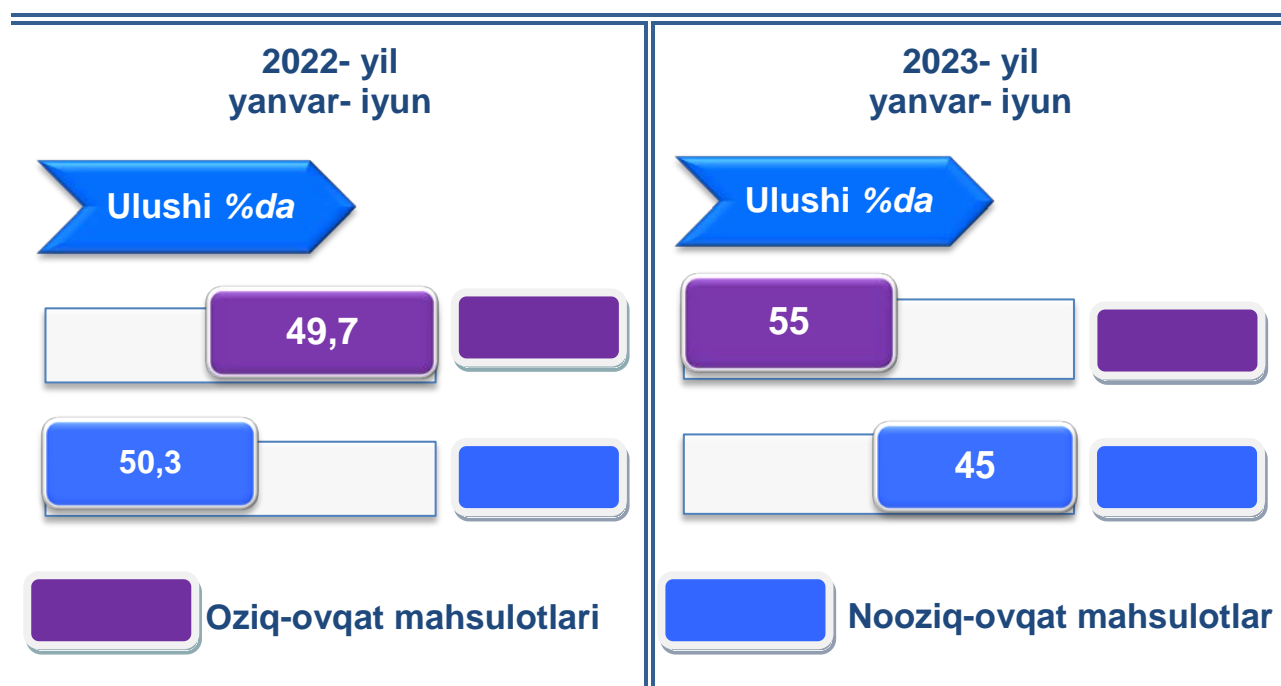 2022- yil
yanvar- iyun
Ulushi %da
49,7
50,3
2023- yil
yanvar- iyun
Ulushi %da
55
45
Oziq-ovqat mahsulotlari
Nooziq-ovqat mahsulotlar